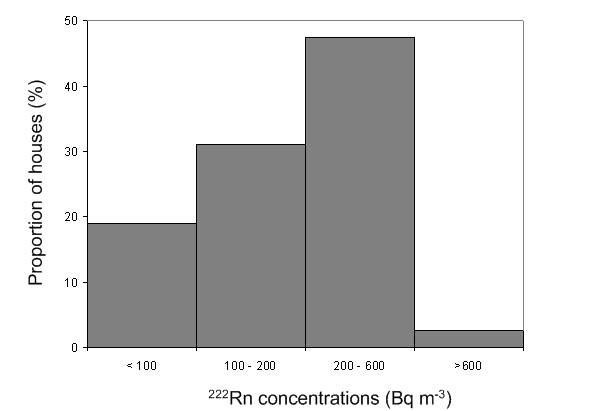 50
40
30
20
10
0
Proportion of houses (%)
< 100 100 - 200 200 - 600 >600
²²²Rn concentrations (Bq m⁻³)